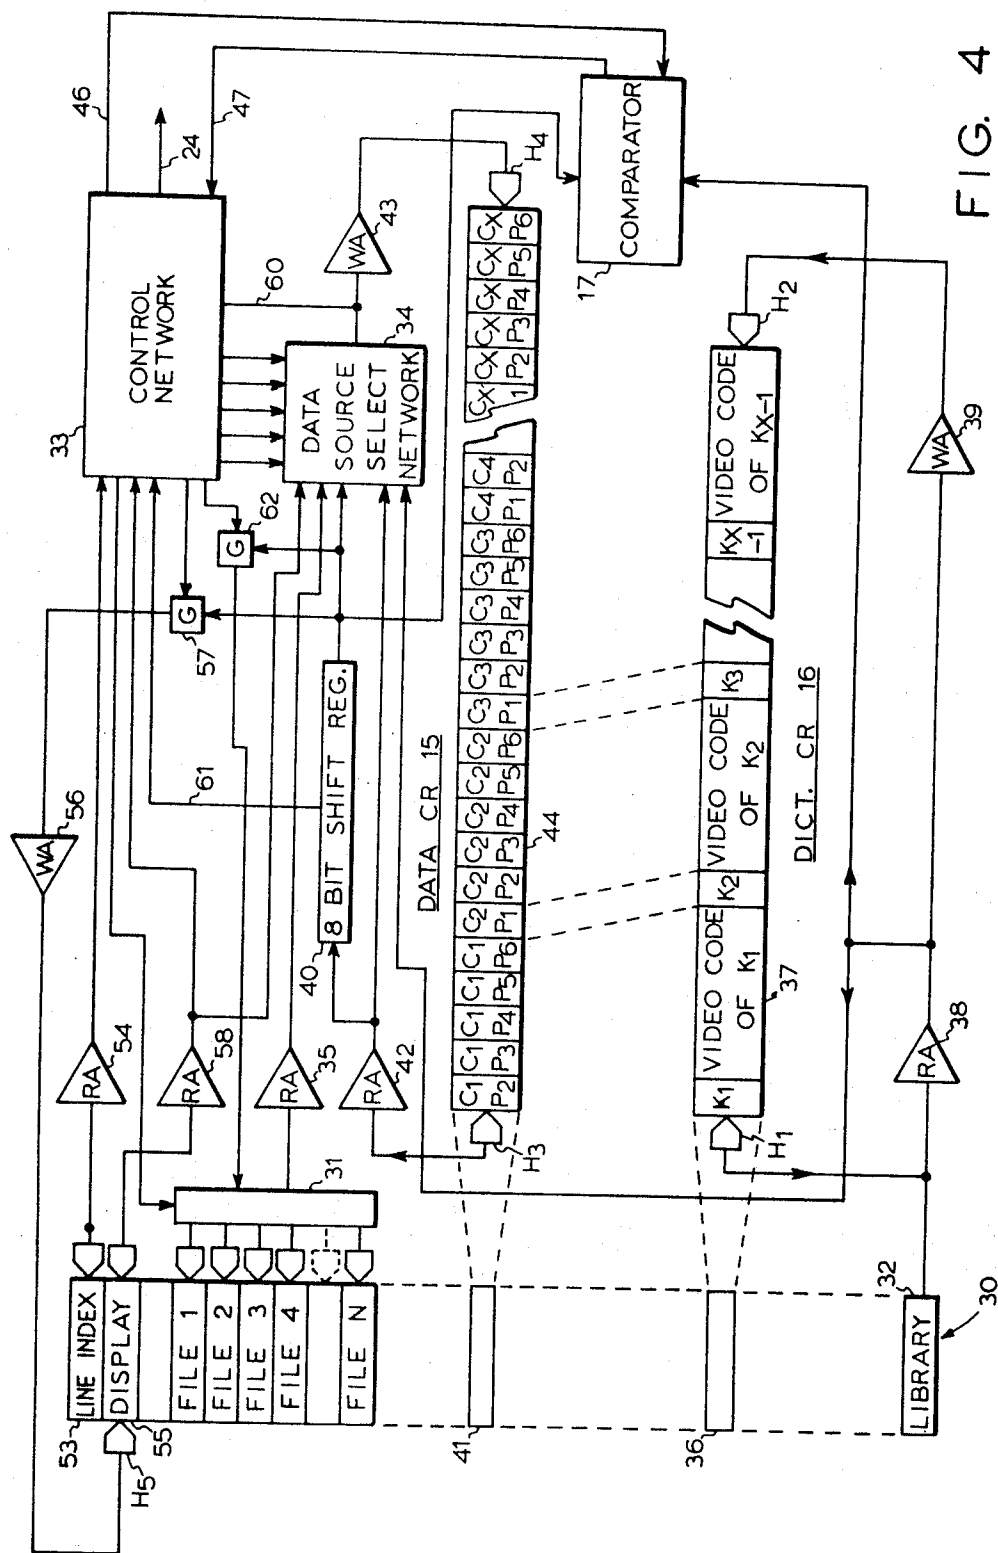 46
24
47
33
CONTROL
NETWORK
60
WA
43
H4
17
COMPARATOR
DATA
SOURCE
SELECT
NETWORK
34
G
62
G
57
WA
56
61
40
8 BIT SHIFT REG.
RA
54
RA
58
RA
35
RA
42
31
53
LINE INDEX
DISPLAY
55
H5
FILE 1
FILE 2
FILE 3
FILE 4
FILE N
DATA CR 15
C1 C1 C1 C1 C1 C2 C2 C2 C2 C2 C2 C3 C3 C3 C3 C3 C3 C4 C4 CX CX CX CX CX CX
P2 P3 P4 P5 P6 P1 P2 P3 P4 P5 P6 P1 P2 P3 P4 P5 P6 P1 P2 1 P2 P3 P4 P5 P6
44
H3
41
K1
VIDEO CODE
OF K1
K2
VIDEO CODE
OF K2
K3
KX
-1
VIDEO CODE
OF KX-1
37
DICT. CR 16
H1
H2
36
RA
38
WA
39
LIBRARY
32
30
FIG. 4